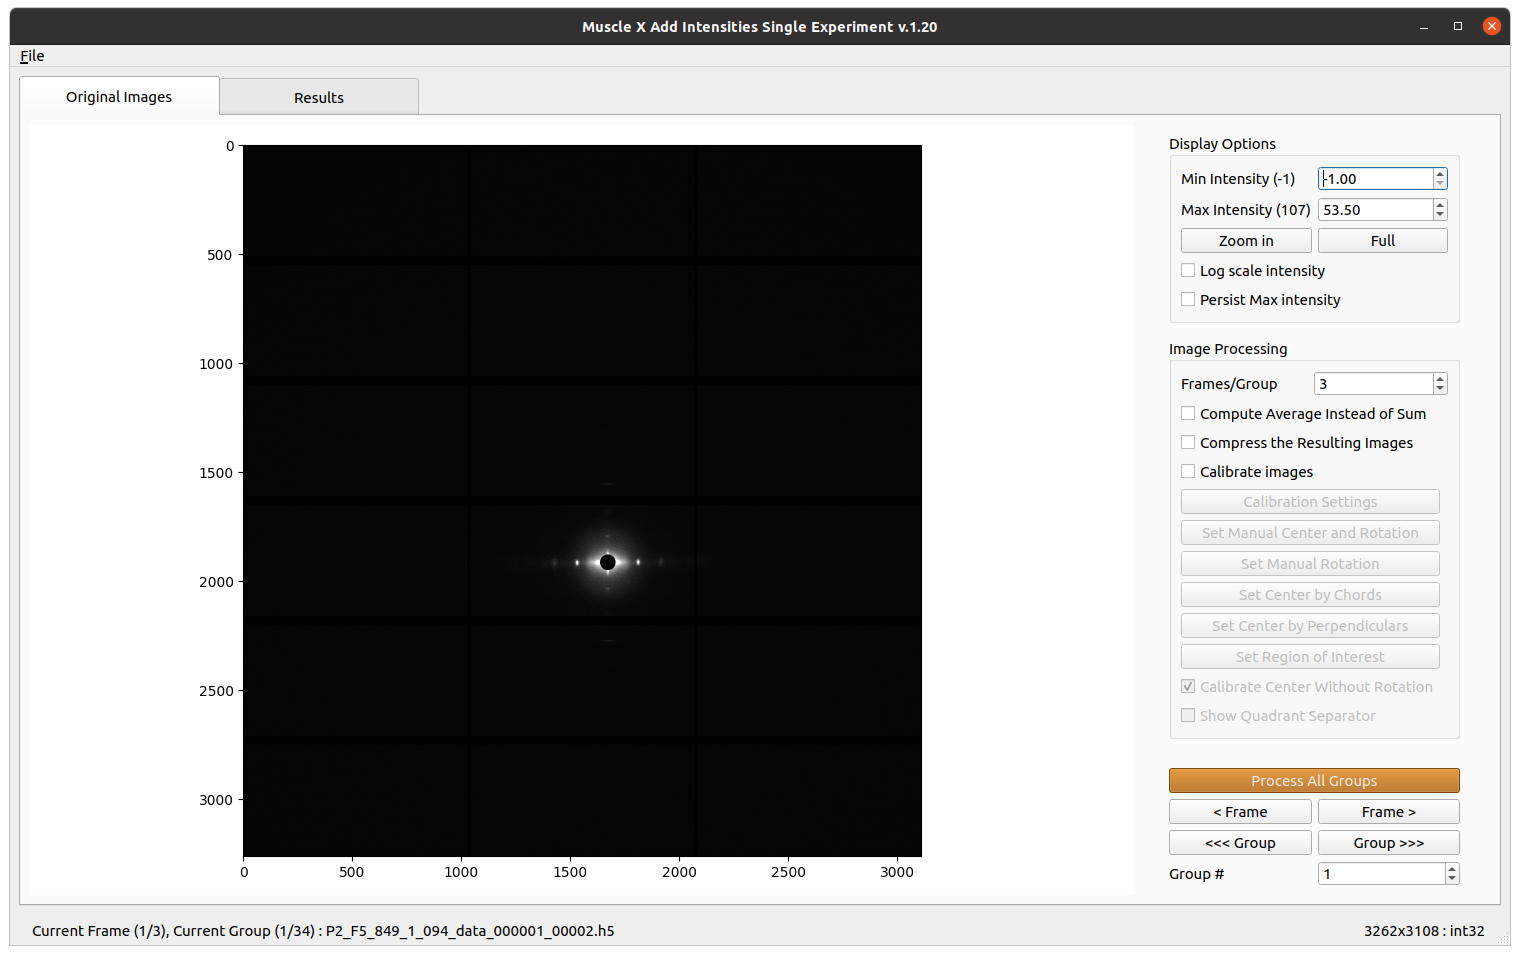 Muscle X Add Intensities Single Experiment v.1.20
File
Original Images
Results
0
500
1000
1500
2000
2500
3000
0 500 1000 1500 2000 2500 3000
Display Options
Min Intensity (-1) -1.00
Max Intensity (107) 53.50
Zoom in Full
Log scale intensity
Persist Max intensity
Image Processing
Frames/Group 3
Compute Average Instead of Sum
Compress the Resulting Images
Calibrate images
Calibration Settings
Set Manual Center and Rotation
Set Manual Rotation
Set Center by Chords
Set Center by Perpendiculars
Set Region of Interest
Calibrate Center Without Rotation
Show Quadrant Separator
Process All Groups
< Frame Frame >
<<< Group Group >>>
Group # 1
Current Frame (1/3), Current Group (1/34) : P2_F5_849_1_094_data_000001_00002.h5
3262x3108 : int32